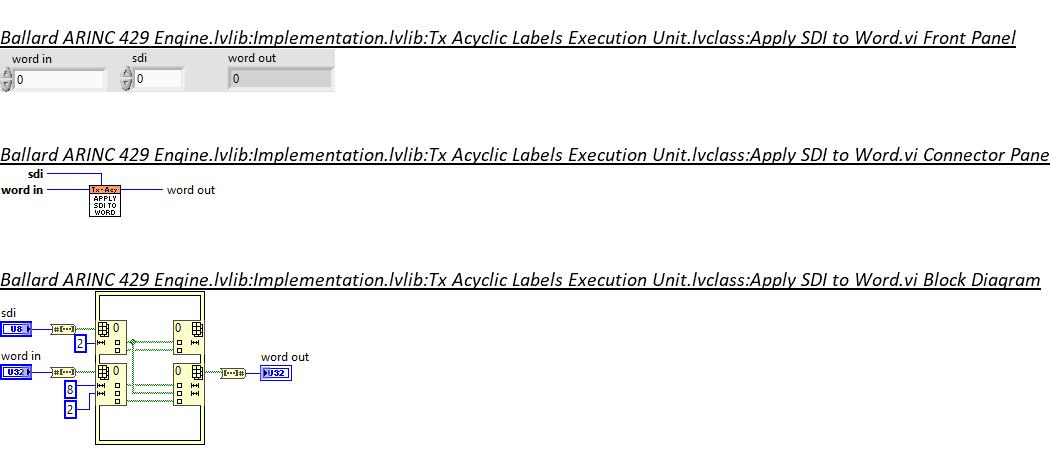 Ballard ARINC 429 Engine.lvlib:Implementation.lvlib:Tx Acyclic Labels Execution Unit.lvclass:Apply SDI to Word.vi Front Panel
word in sdi word out
0 0 0
Ballard ARINC 429 Engine.lvlib:Implementation.lvlib:Tx Acyclic Labels Execution Unit.lvclass:Apply SDI to Word.vi Connector Pane
sdi
word in word out
Tx-Acy
APPLY
SDI TO
WORD
Ballard ARINC 429 Engine.lvlib:Implementation.lvlib:Tx Acyclic Labels Execution Unit.lvclass:Apply SDI to Word.vi Block Diagram
sdi
U8 #[···] 0 0
2
word in word out
U32 #[···] 0 0 [···]# U32
8
2